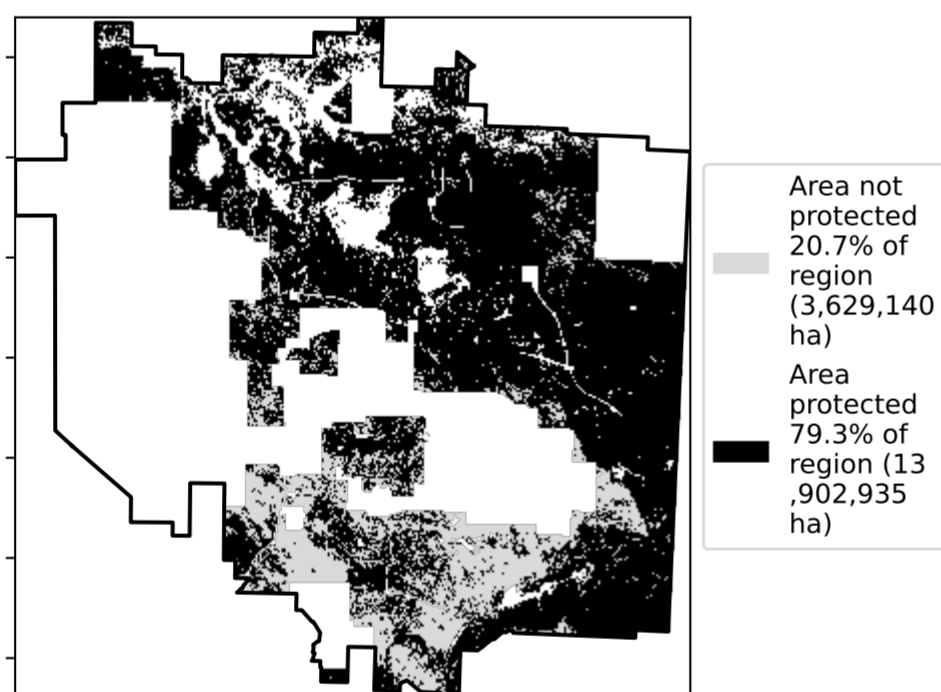 Area not
protected
20.7% of
region
(3,629,140
ha)
Area
protected
79.3% of
region (13
,902,935
ha)